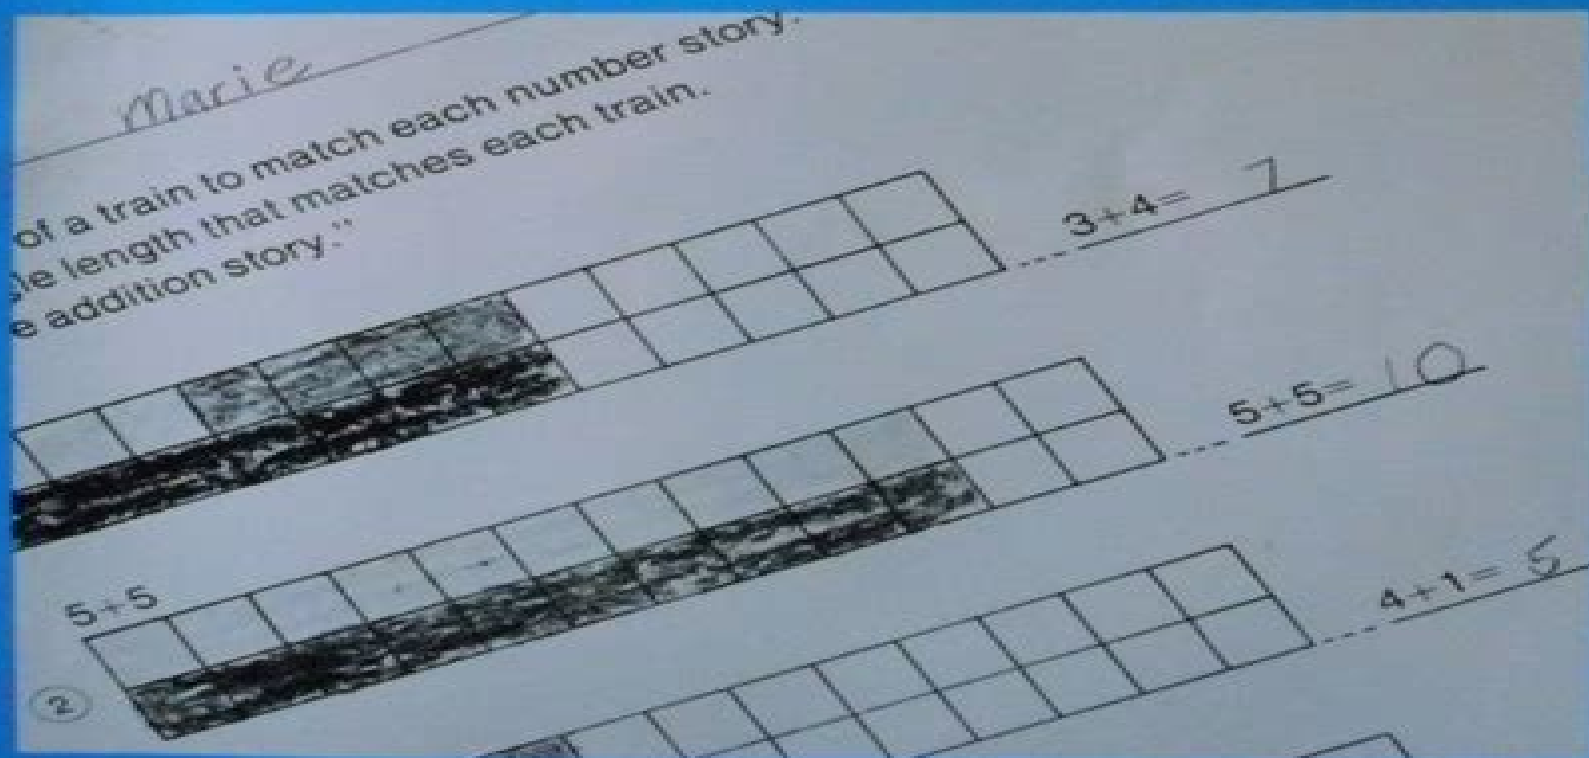 Marie
of a train to match each number story.
le length that matches each train.
e addition story."
3+4= 7
5+5
5+5= 10
2
4+1= 5